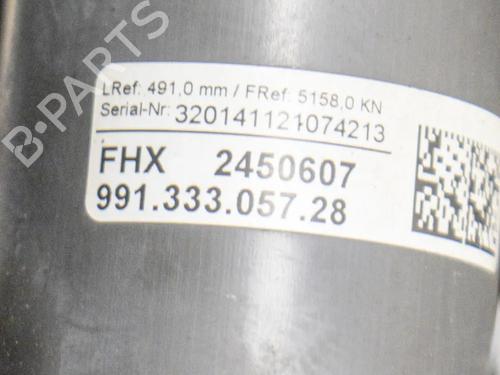 B-PARTS
LRef: 491,0 mm / FRef: 5158,0 KN
Serial-Nr: 320141121074213
FHX 2450607
991.333.057.28